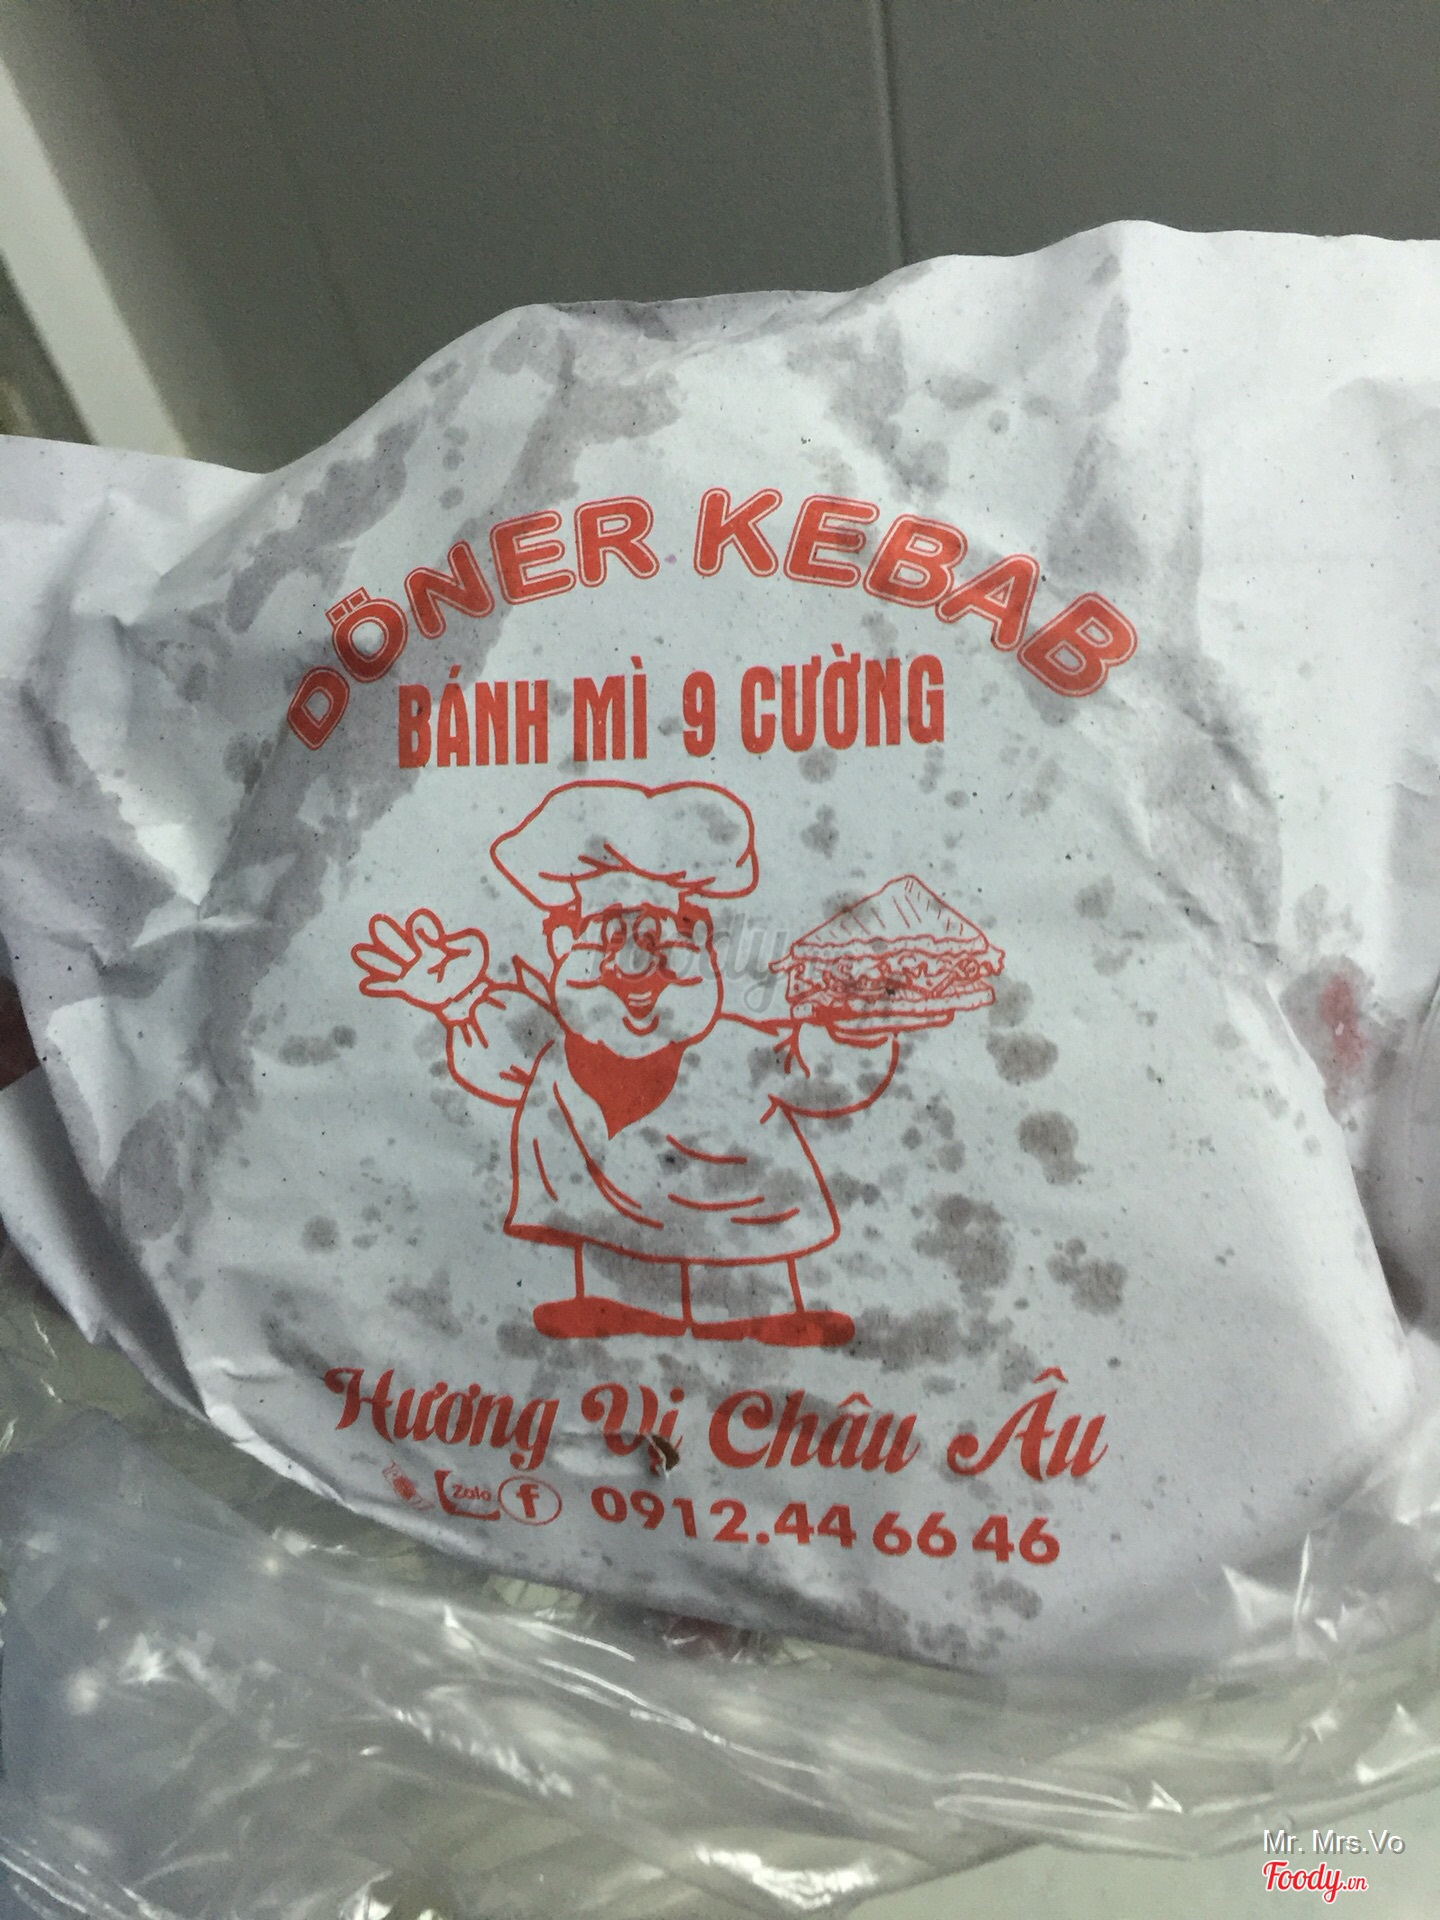 DÖNER KEBAB
BÁNH MÌ 9 CƯỜNG
Foody
Hương Vị Châu Âu
Zalo f 0912.44 66 46
Mr. Mrs.Vo
Foody.vn